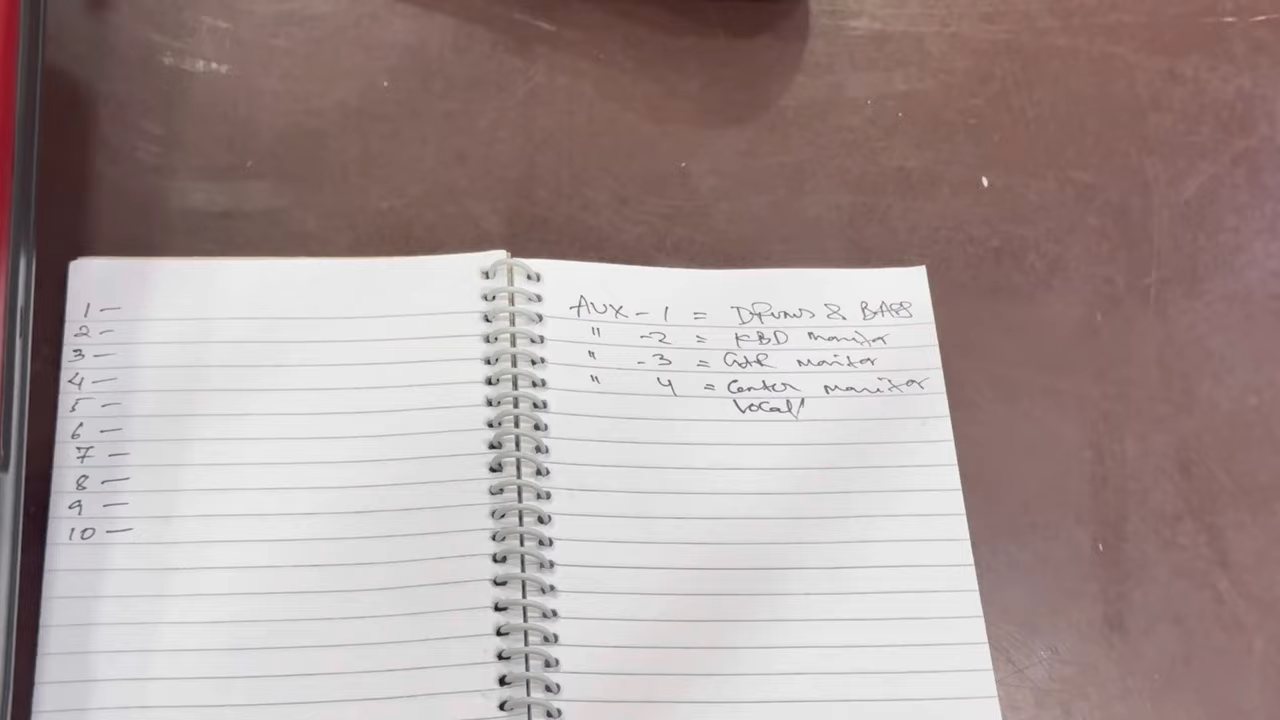 1 —
2 —
3 —
4 —
5 —
6 —
7 —
8 —
9 —
10 —
AUX - 1 = Drums & BASS
" - 2 = KBD monitor
" - 3 = Gtr monitor
" 4 = Center monitor
Vocal